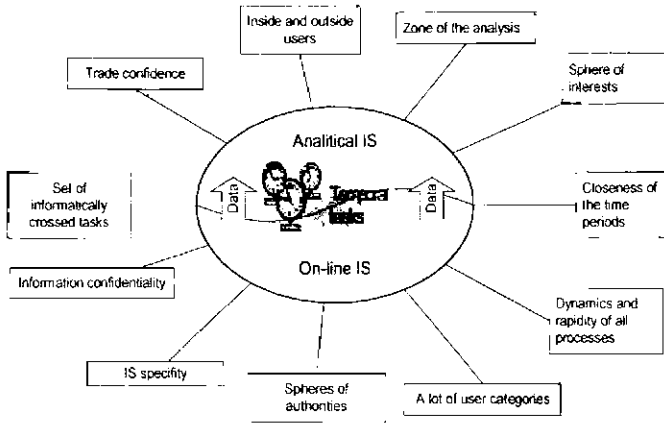 Inside and outside
users
Zone of the analysis
Trade confidence
Sphere of
interests
Analitical IS
Set of
informatically
crossed tasks
Data
Temporal
tasks
Data
Closeness
of the time
periods
On-line IS
Information confidentiality
Dynamics and
rapidity of all
processes
IS specifity
Spheres of
authorities
A lot of user categories